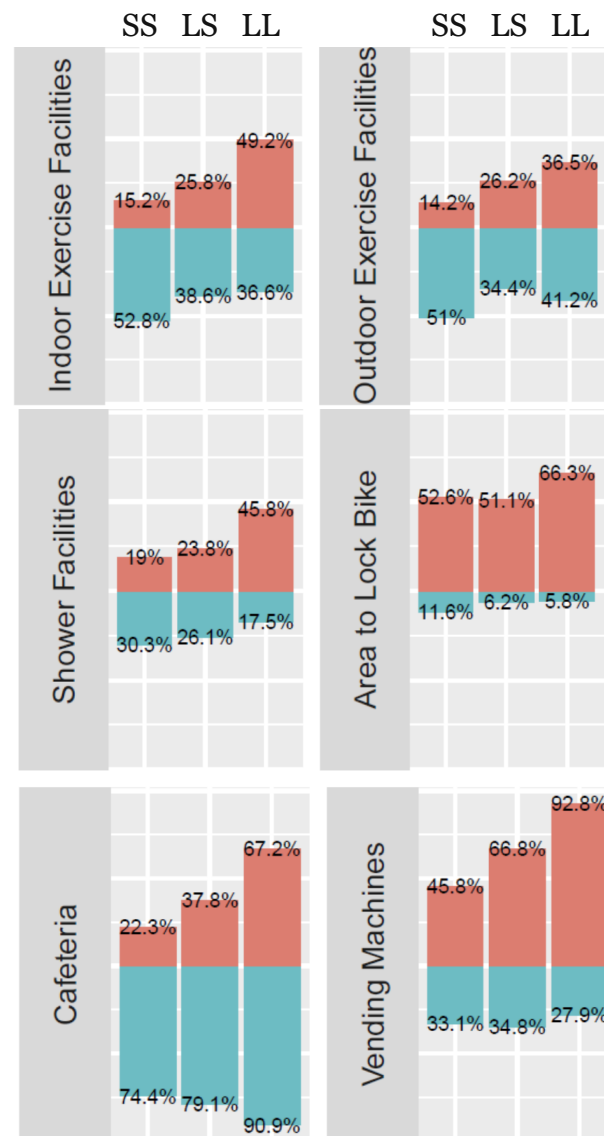 SS LS LL SS LS LL
Indoor Exercise Facilities
15.2% 25.8% 49.2%
52.8% 38.6% 36.6%
Outdoor Exercise Facilities
14.2% 26.2% 36.5%
51% 34.4% 41.2%
Shower Facilities
19% 23.8% 45.8%
30.3% 26.1% 17.5%
Area to Lock Bike
52.6% 51.1% 66.3%
11.6% 6.2% 5.8%
Cafeteria
22.3% 37.8% 67.2%
74.4% 79.1% 90.9%
Vending Machines
45.8% 66.8% 92.8%
33.1% 34.8% 27.9%